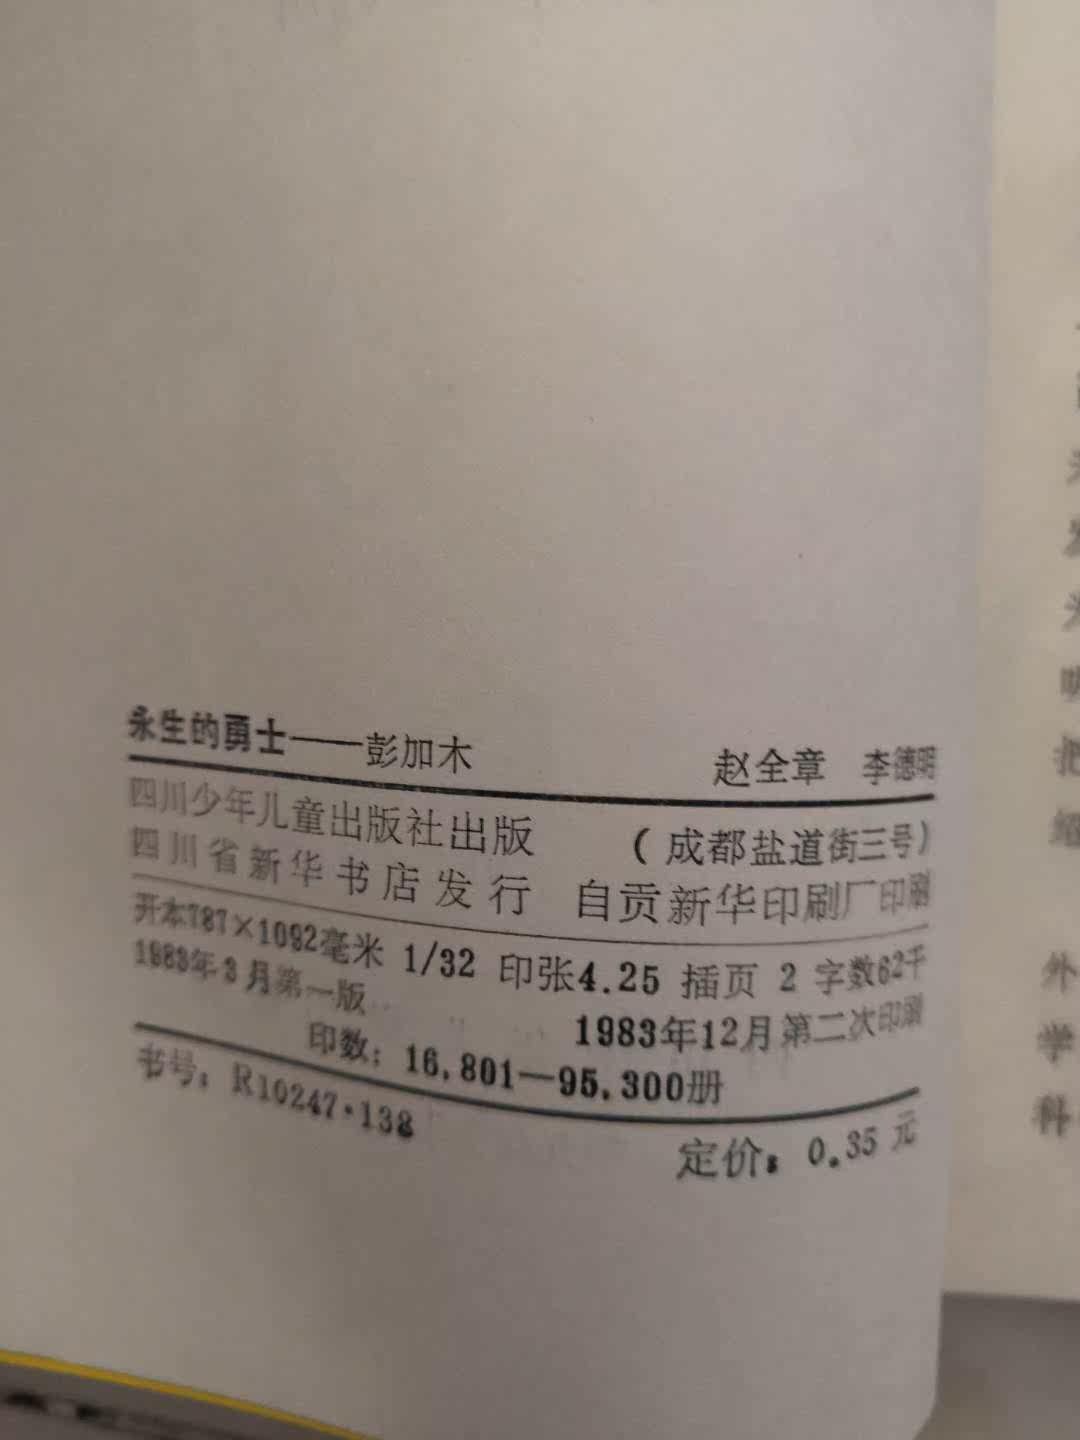 永生的勇士——彭加木 赵全章 李德明
四川少年儿童出版社出版 (成都盐道街三号)
四川省新华书店发行 自贡新华印刷厂印刷
开本787×1092毫米 1/32 印张4.25 插页 2 字数62千
1983年3月第一版 1983年12月第二次印刷
印数：16,801—95,300册
书号：R10247·138 定价：0.35元
外
学
科